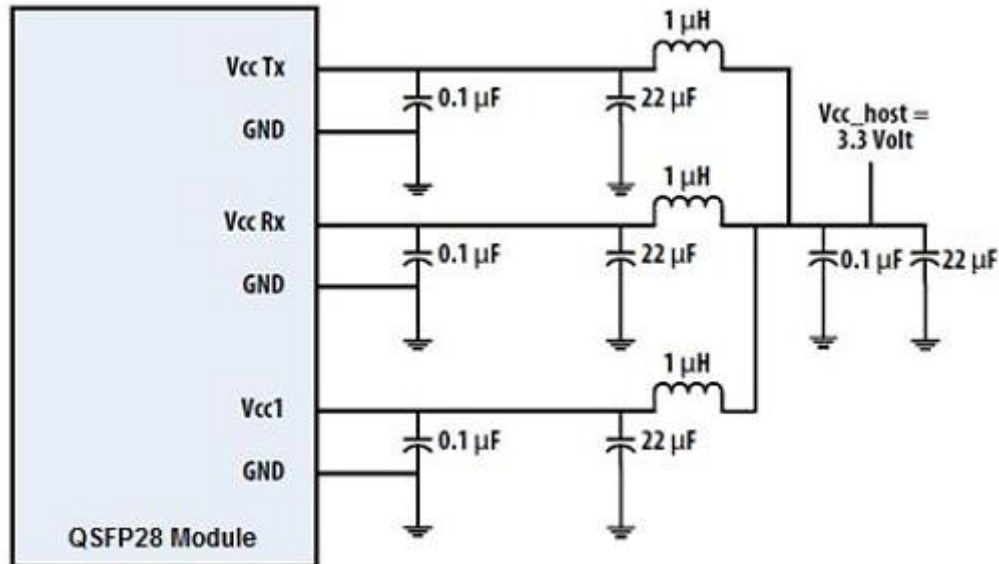 1 µH
Vcc Tx
0.1 µF
22 µF
GND
Vcc_host =
3.3 Volt
1 µH
Vcc Rx
0.1 µF
22 µF
0.1 µF
22 µF
GND
1 µH
Vcc1
0.1 µF
22 µF
GND
QSFP28 Module